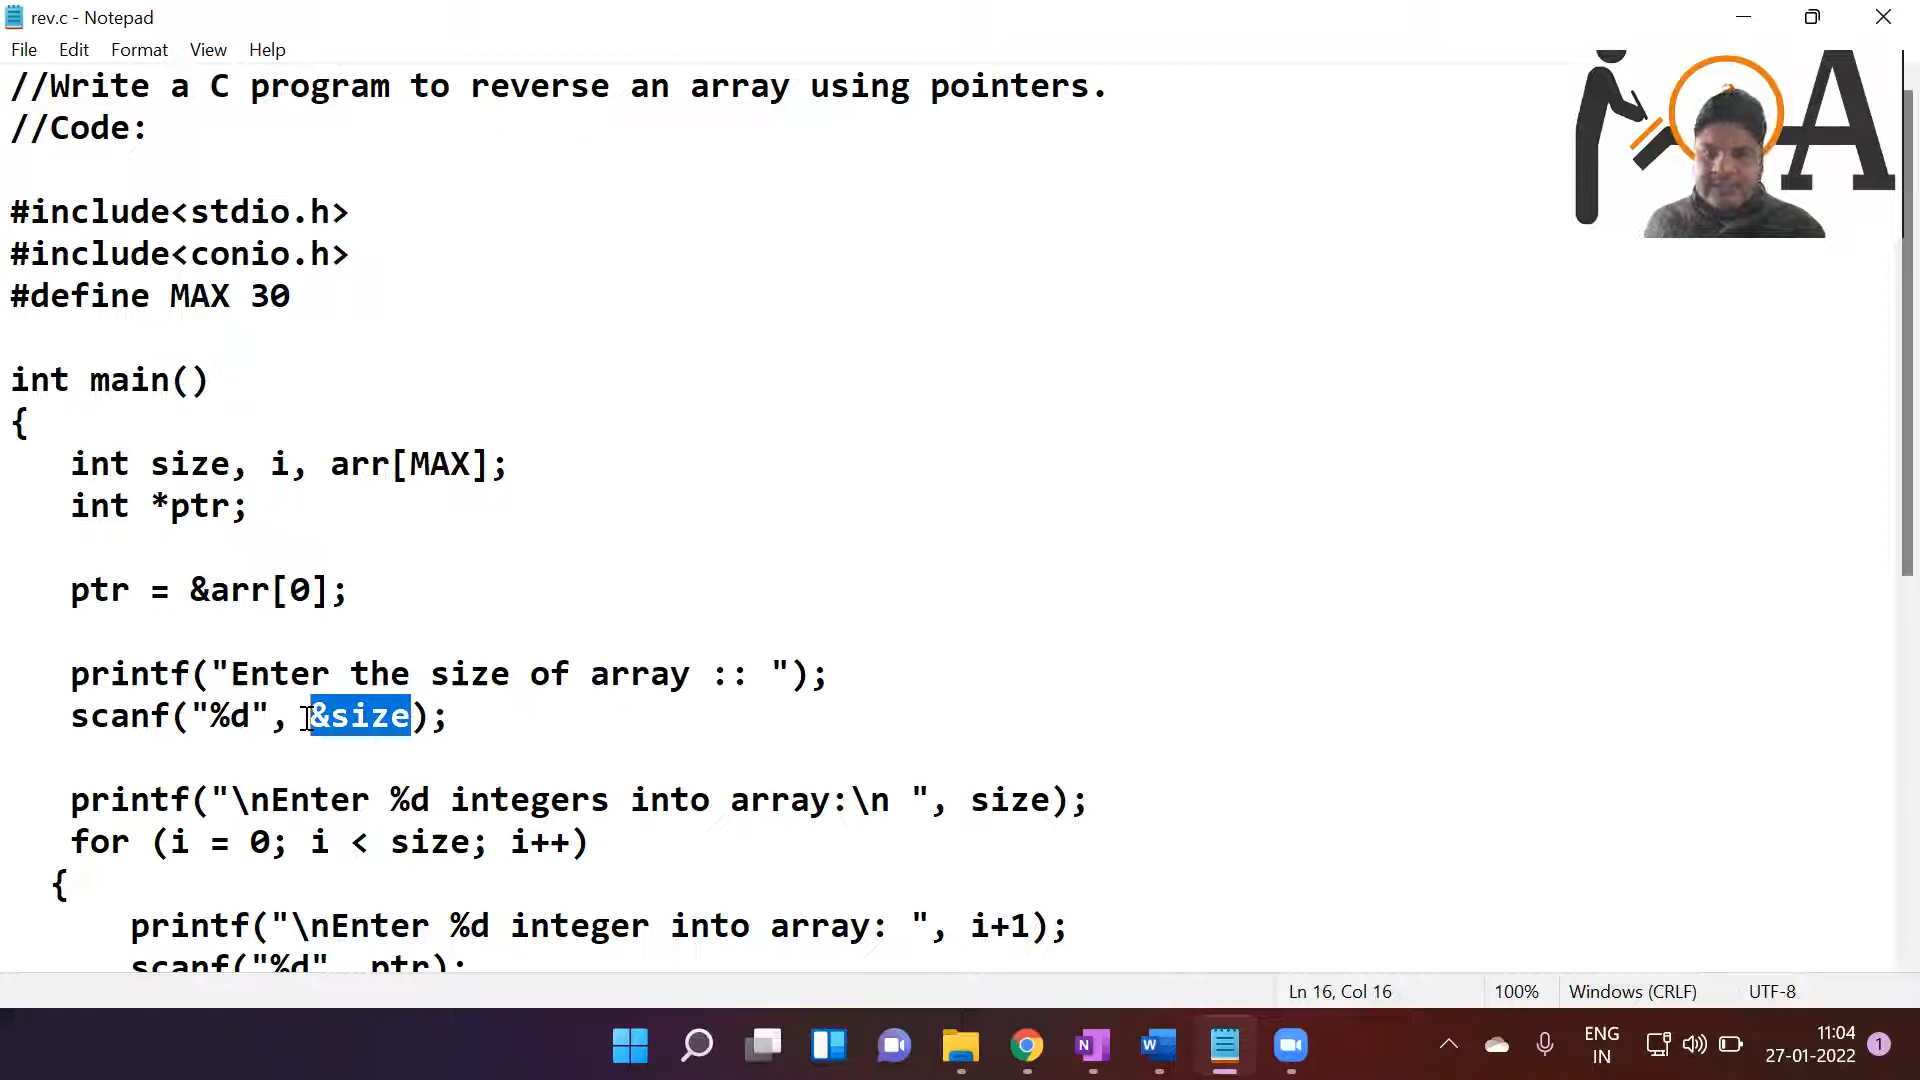 rev.c - Notepad
File Edit Format View Help
//Write a C program to reverse an array using pointers.
//Code:
#include<stdio.h>
#include<conio.h>
#define MAX 30
int main()
{
int size, i, arr[MAX];
int *ptr;
ptr = &arr[0];
printf("Enter the size of array :: ");
scanf("%d", &size);
printf("\nEnter %d integers into array:\n ", size);
for (i = 0; i < size; i++)
{
printf("\nEnter %d integer into array: ", i+1);
scanf("%d", ptr);
Ln 16, Col 16 100% Windows (CRLF) UTF-8
ENG
IN
11:04
27-01-2022
1
A
N
W